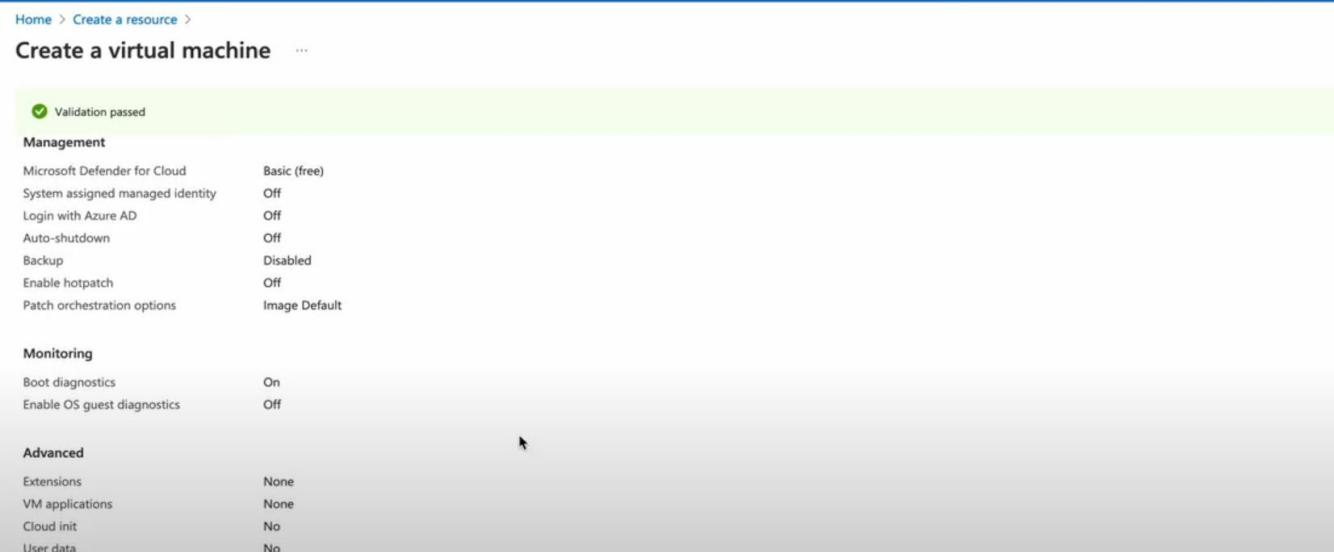 Home > Create a resource >
Create a virtual machine ...
Validation passed
Management
Microsoft Defender for Cloud Basic (free)
System assigned managed identity Off
Login with Azure AD Off
Auto-shutdown Off
Backup Disabled
Enable hotpatch Off
Patch orchestration options Image Default
Monitoring
Boot diagnostics On
Enable OS guest diagnostics Off
Advanced
Extensions None
VM applications None
Cloud init No
User data No